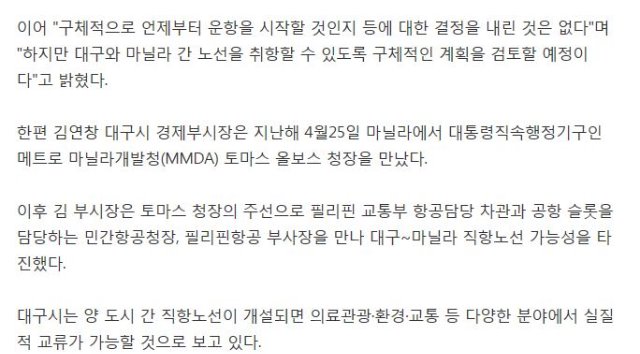 이어 "구체적으로 언제부터 운항을 시작할 것인지 등에 대한 결정을 내린 것은 없다"며
"하지만 대구와 마닐라 간 노선을 취항할 수 있도록 구체적인 계획을 검토할 예정이
다"고 밝혔다.
한편 김연창 대구시 경제부시장은 지난해 4월25일 마닐라에서 대통령직속행정기구인
메트로 마닐라개발청(MMDA) 토마스 올보스 청장을 만났다.
이후 김 부시장은 토마스 청장의 주선으로 필리핀 교통부 항공담당 차관과 공항 슬롯을
담당하는 민간항공청장, 필리핀항공 부사장을 만나 대구~마닐라 직항노선 가능성을 타
진했다.
대구시는 양 도시 간 직항노선이 개설되면 의료관광·환경·교통 등 다양한 분야에서 실질
적 교류가 가능할 것으로 보고 있다.